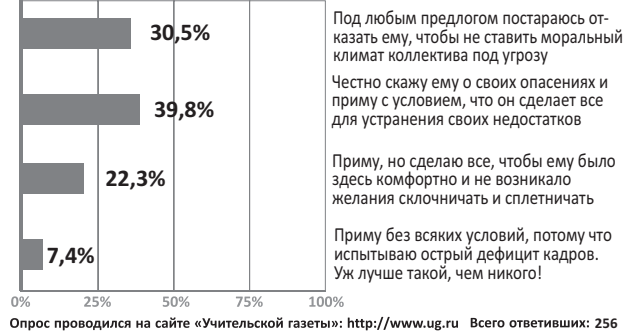 30,5%
Под любым предлогом постараюсь от-
казать ему, чтобы не ставить моральный
климат коллектива под угрозу
39,8%
Честно скажу ему о своих опасениях и
приму с условием, что он сделает все
для устранения своих недостатков
22,3%
Приму, но сделаю все, чтобы ему было
здесь комфортно и не возникало
желания склочничать и сплетничать
7,4%
Приму без всяких условий, потому что
испытываю острый дефицит кадров.
Уж лучше такой, чем никого!
0% 25% 50% 75% 100%
Опрос проводился на сайте «Учительской газеты»: http://www.ug.ru Всего ответивших: 256